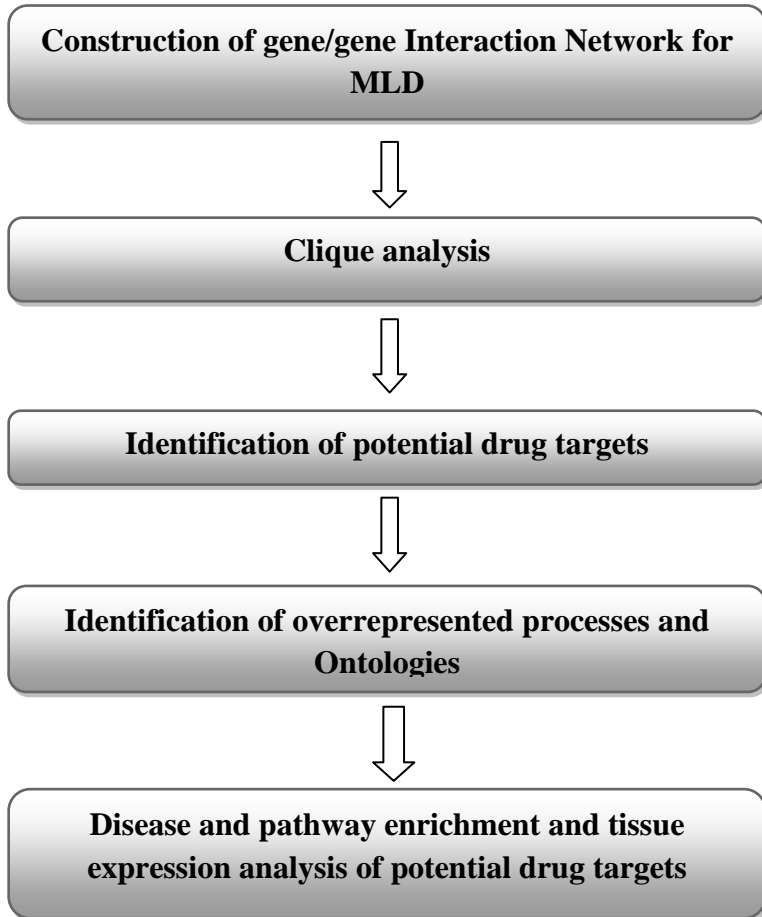 Construction of gene/gene Interaction Network for
MLD
Clique analysis
Identification of potential drug targets
Identification of overrepresented processes and
Ontologies
Disease and pathway enrichment and tissue
expression analysis of potential drug targets